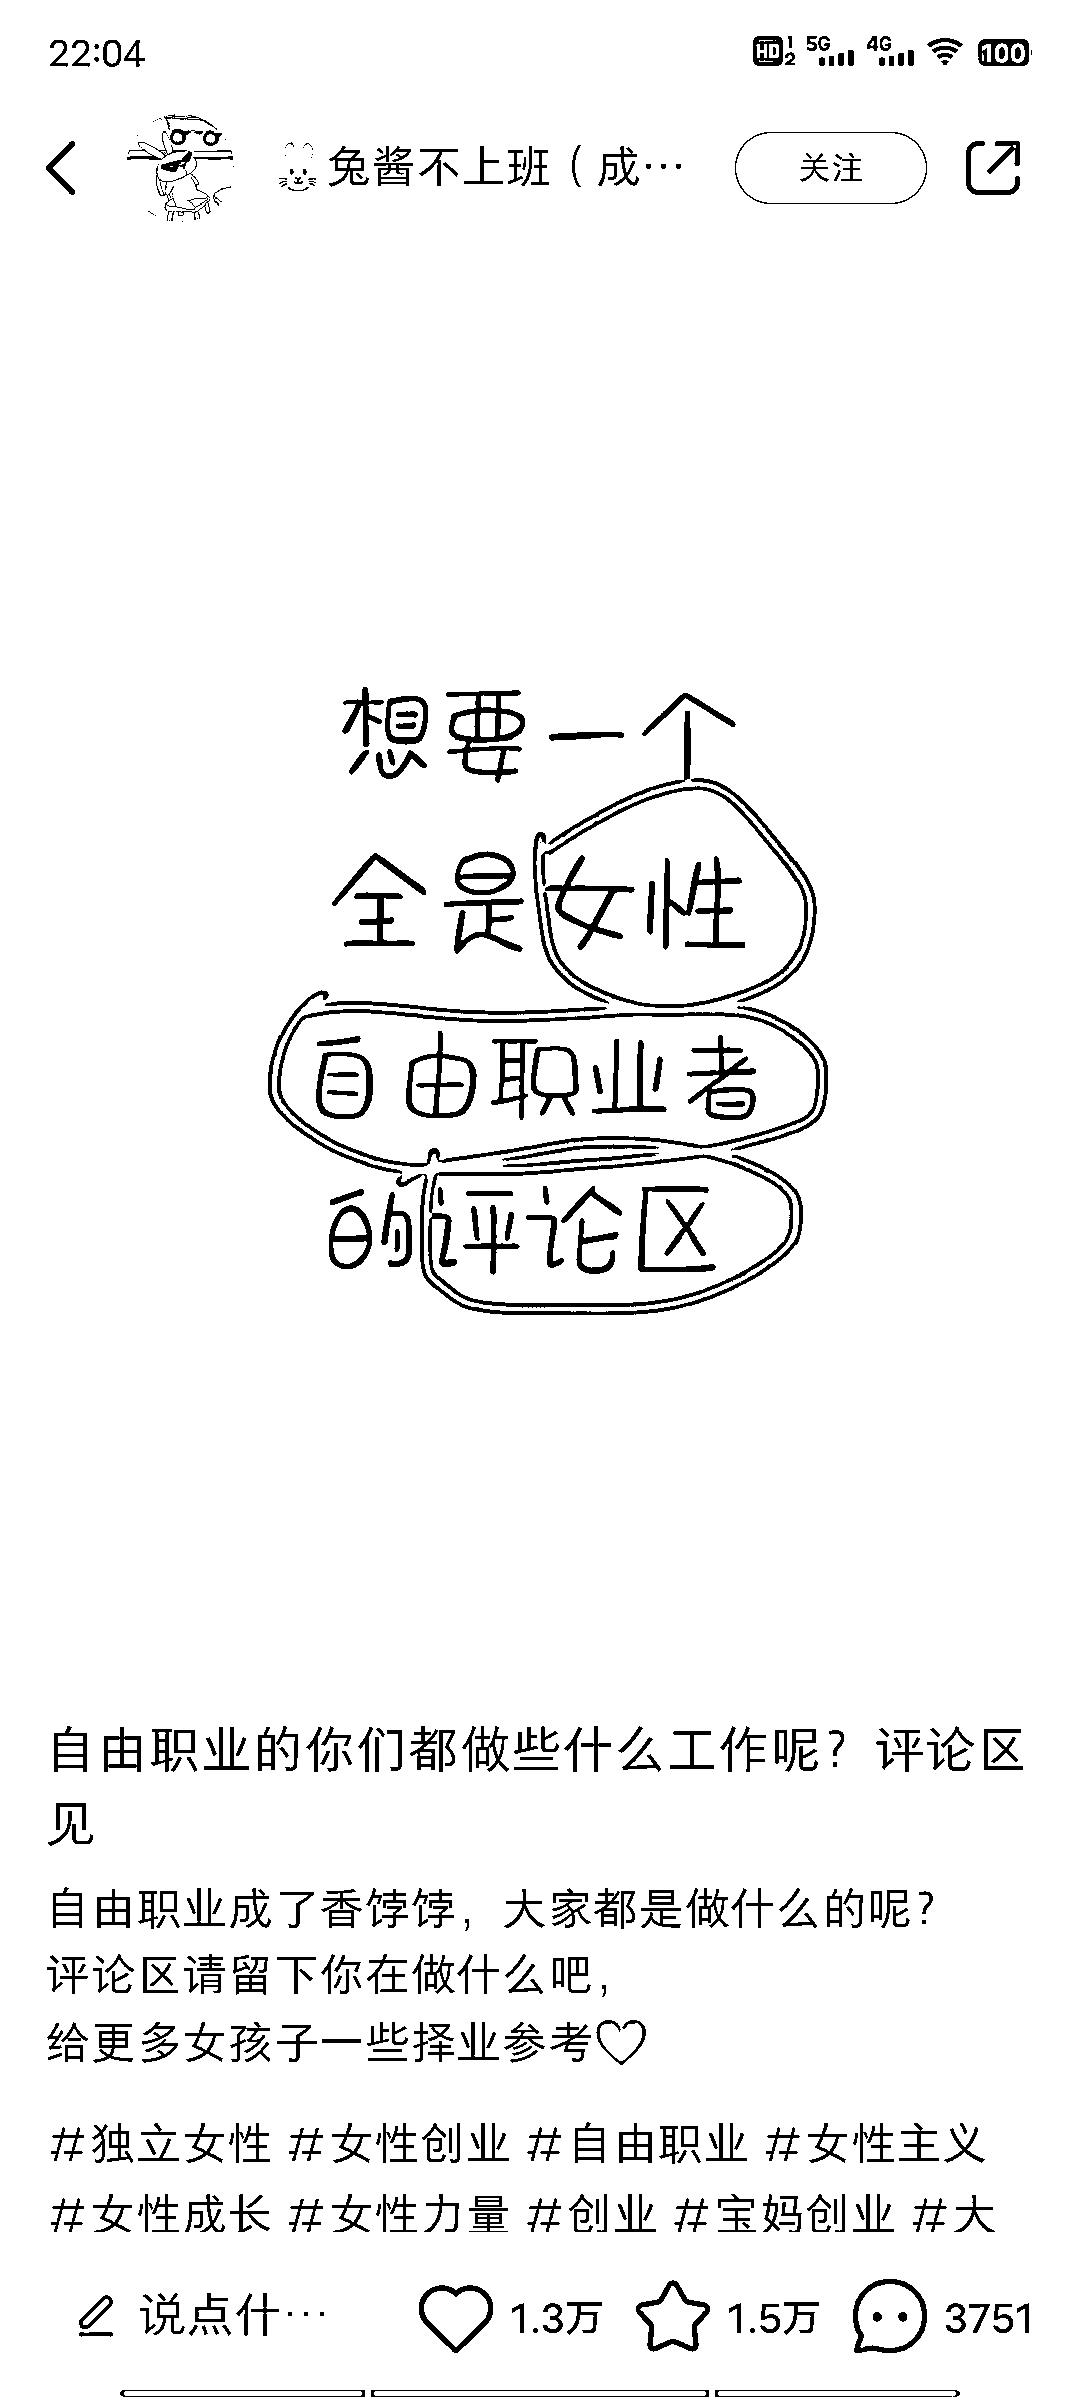 22:04 HD 1 2 5G 4G 100
兔酱不上班（成… 关注
想要一个
全是女性
自由职业者
的评论区
自由职业的你们都做些什么工作呢？评论区
见
自由职业成了香饽饽，大家都是做什么的呢？
评论区请留下你在做什么吧，
给更多女孩子一些择业参考♡
#独立女性 #女性创业 #自由职业 #女性主义
#女性成长 #女性力量 #创业 #宝妈创业 #大
说点什… 1.3万 1.5万 3751